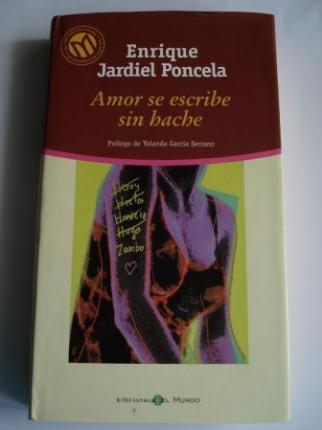 Enrique
Jardiel Poncela
Amor se escribe
sin hache
Prólogo de Yolanda García Serrano
Henry
Hector
Horacio
Hugo
Zambo
biblioteca EL MUNDO